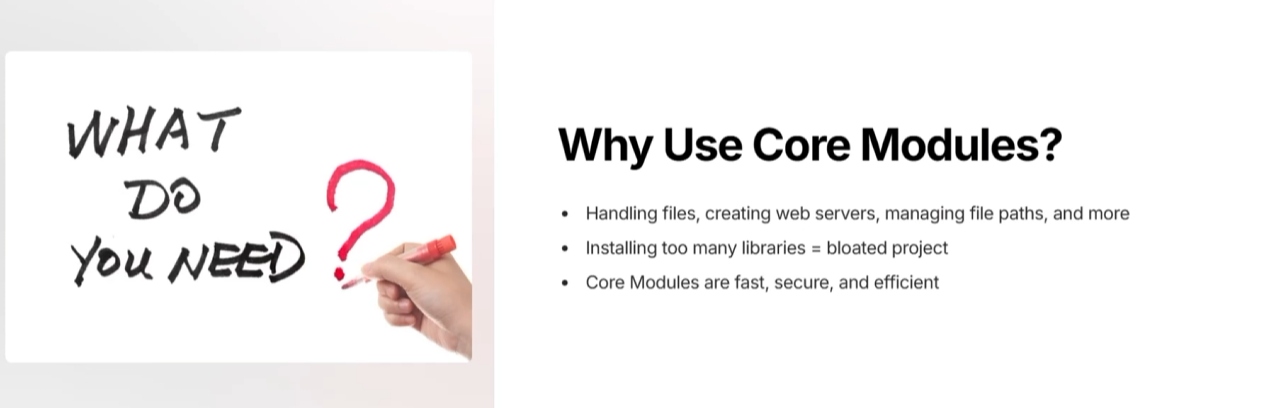 WHAT
DO
YOU NEED ?
Why Use Core Modules?
• Handling files, creating web servers, managing file paths, and more
• Installing too many libraries = bloated project
• Core Modules are fast, secure, and efficient